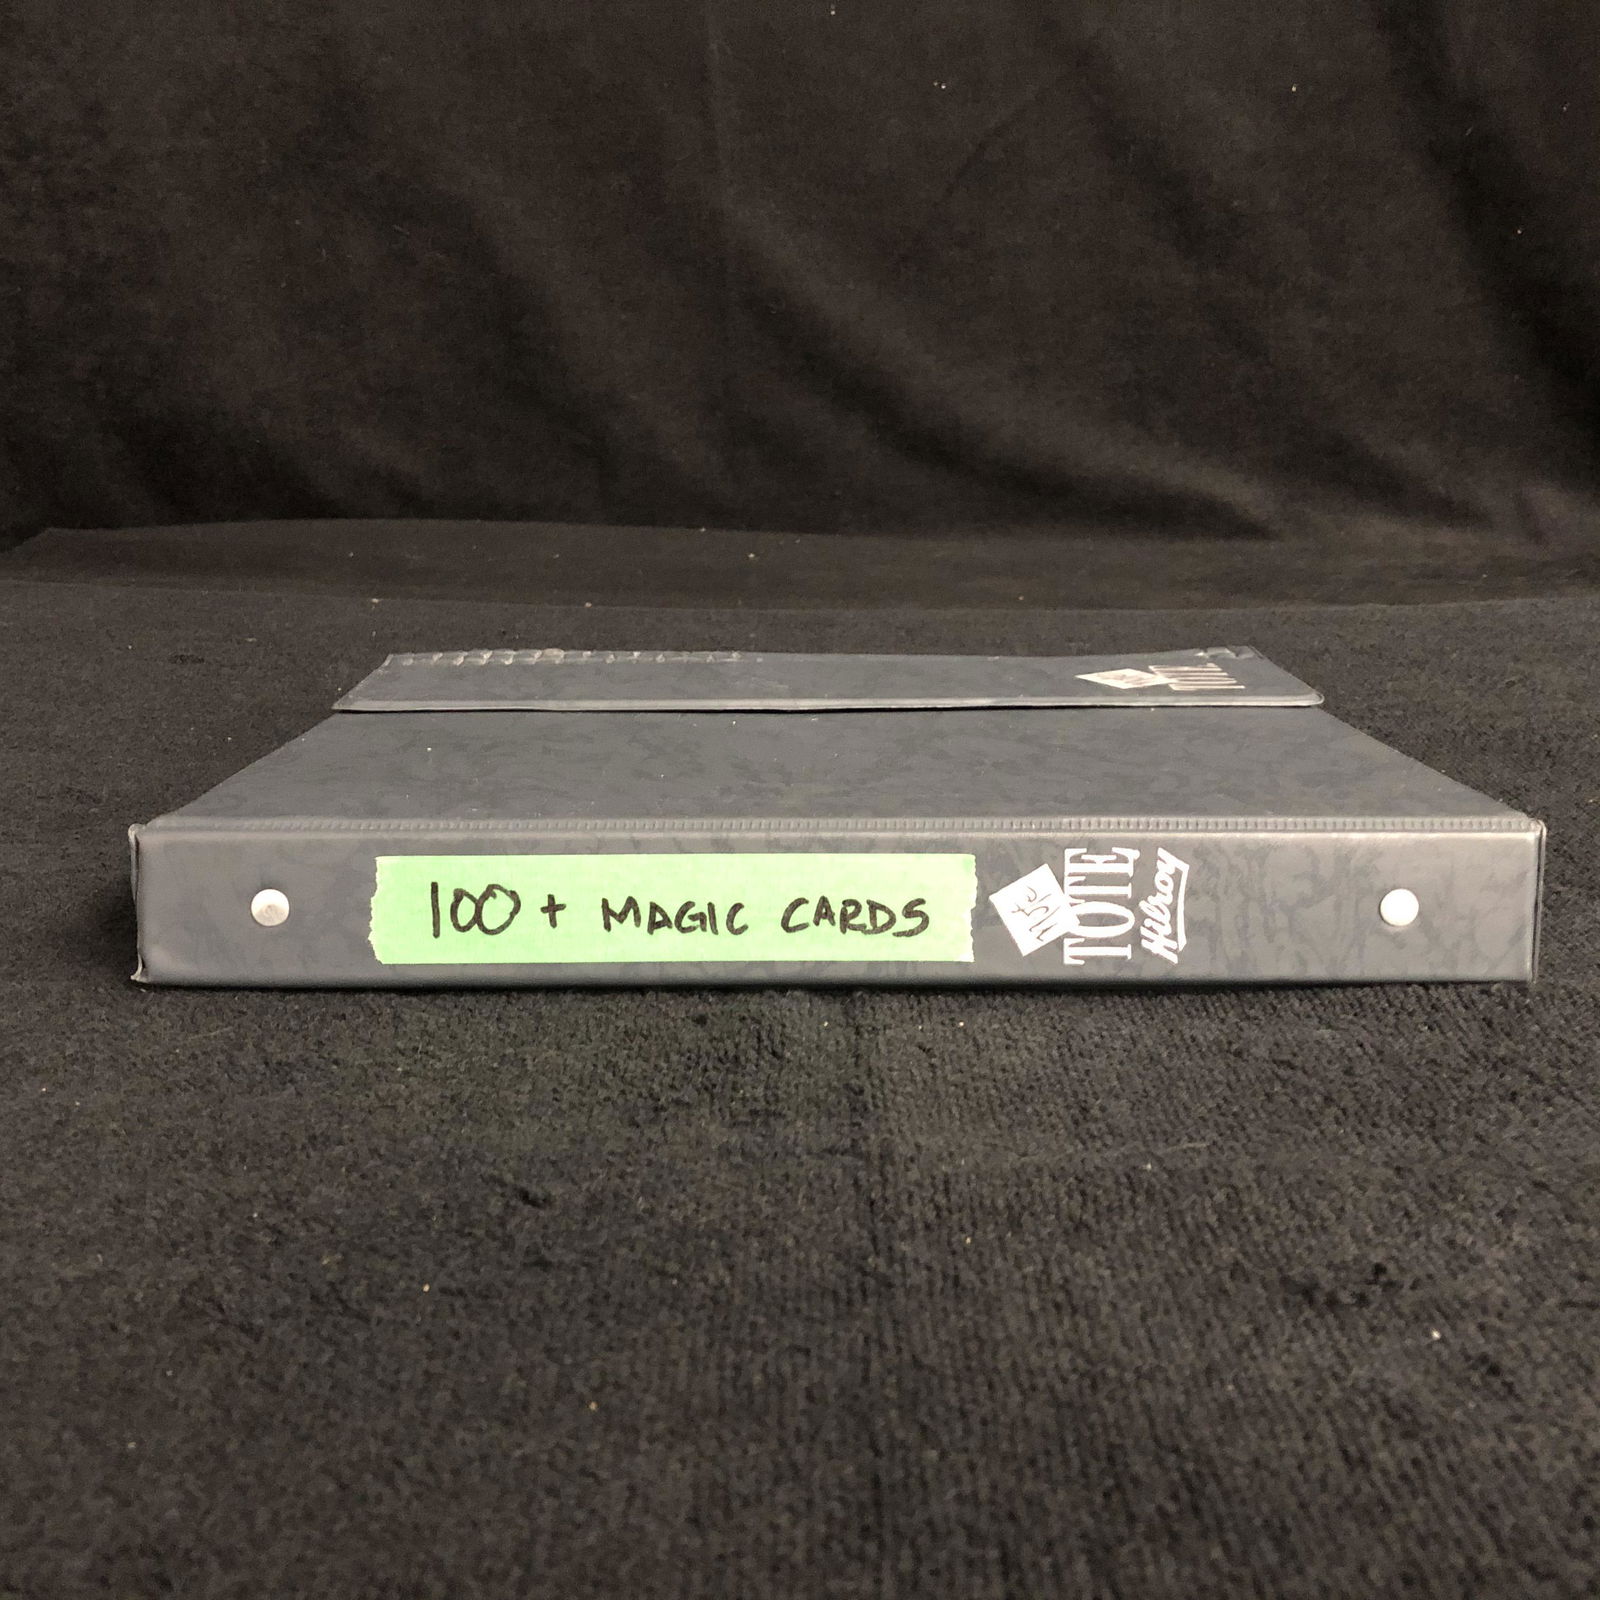 100 + MAGIC CARDS
THE
TOTE
Hilroy